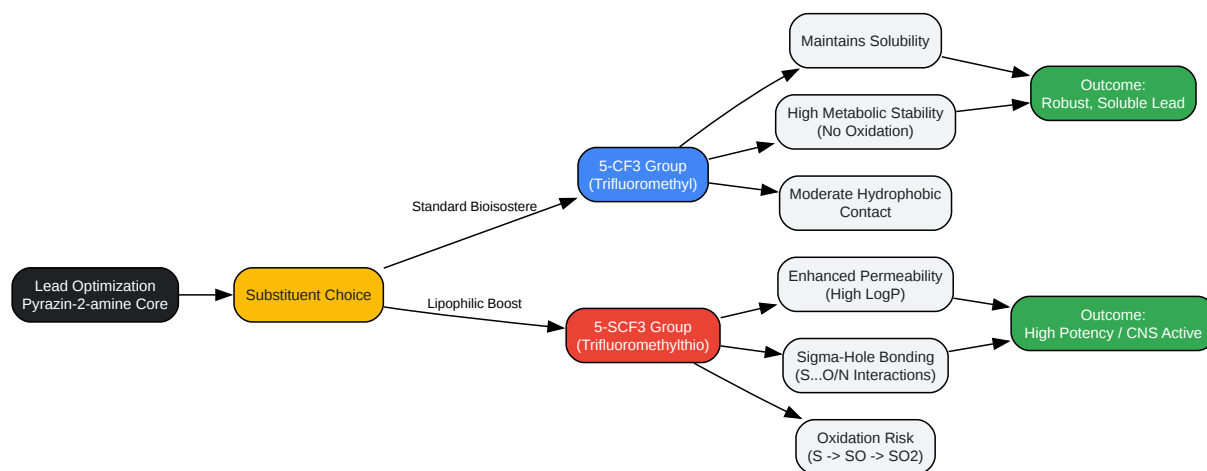 Lead Optimization
Pyrazin-2-amine Core
Substituent Choice
Standard Bioisostere
Lipophilic Boost
5-CF3 Group
(Trifluoromethyl)
5-SCF3 Group
(Trifluoromethylthio)
Maintains Solubility
High Metabolic Stability
(No Oxidation)
Moderate Hydrophobic
Contact
Enhanced Permeability
(High LogP)
Sigma-Hole Bonding
(S...O/N Interactions)
Oxidation Risk
(S -> SO -> SO2)
Outcome:
Robust, Soluble Lead
Outcome:
High Potency / CNS Active